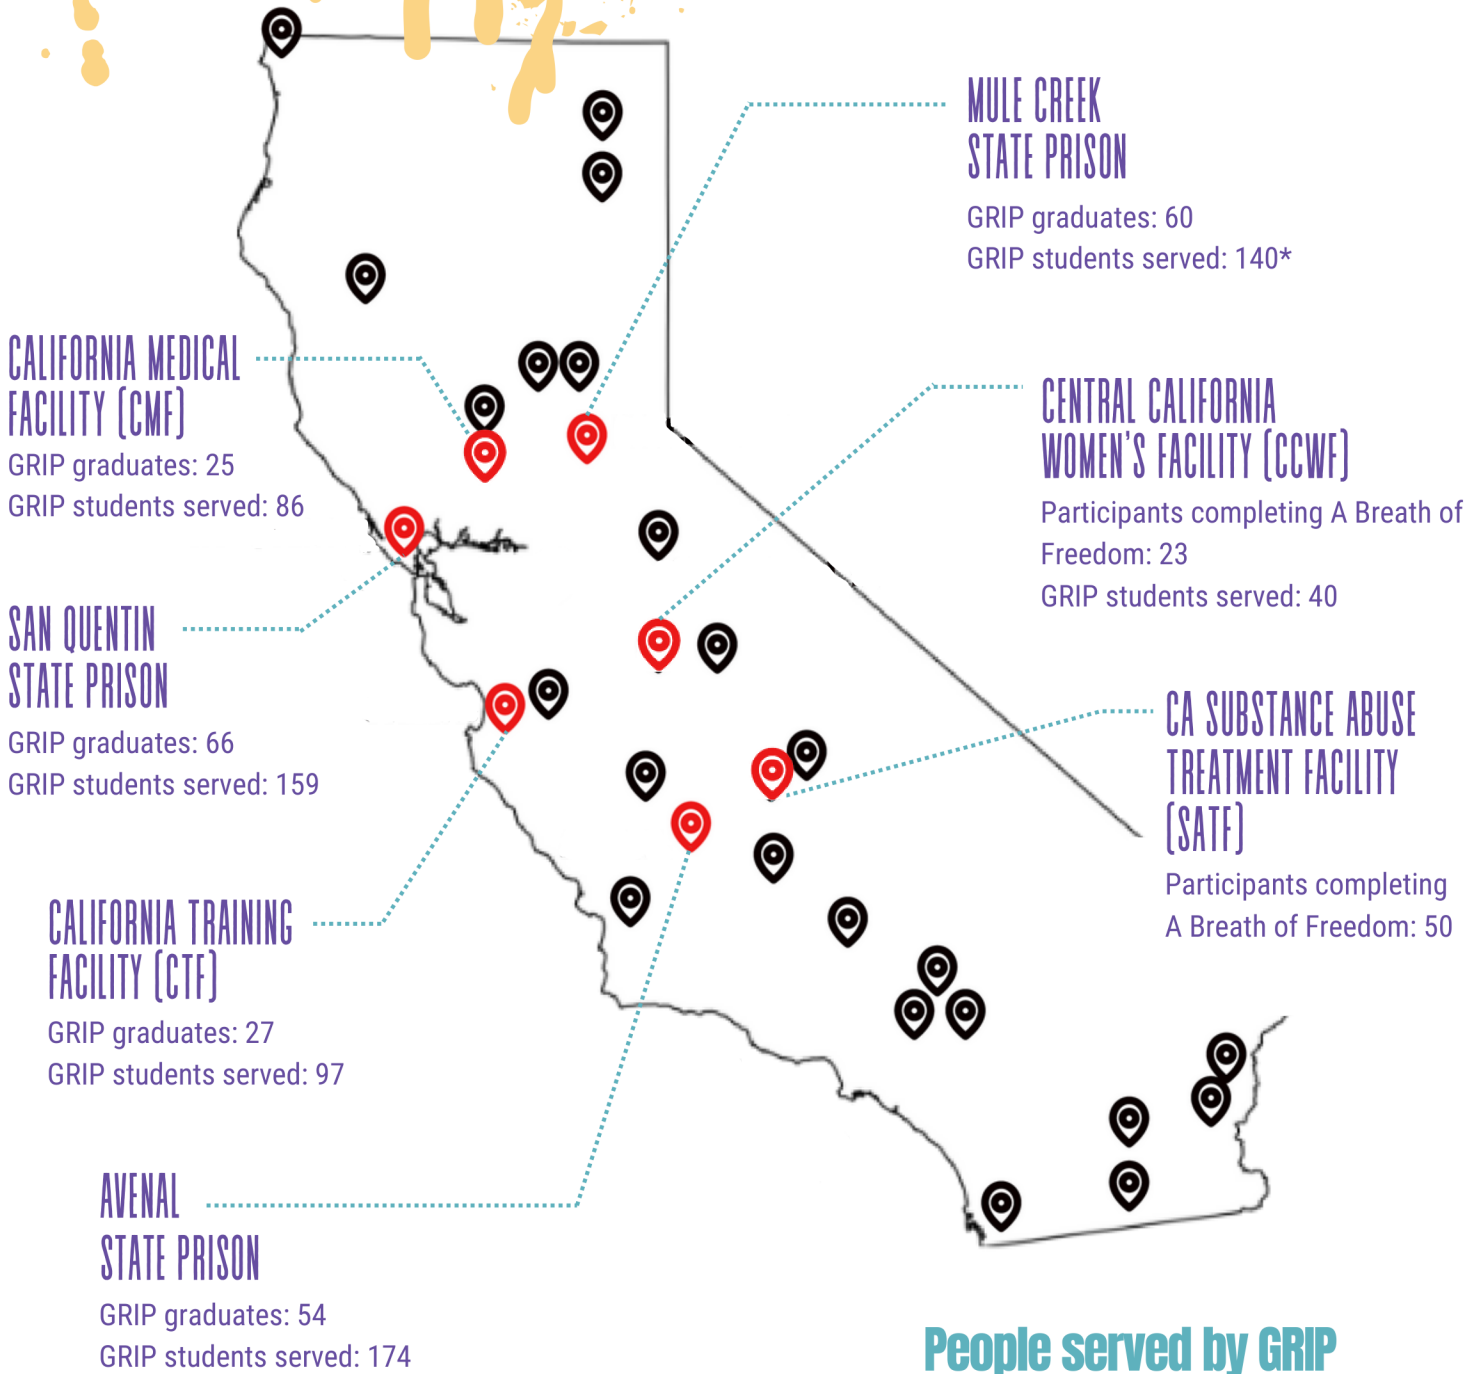 MULE CREEK
STATE PRISON
GRIP graduates: 60
GRIP students served: 140*
CALIFORNIA MEDICAL
FACILITY (CMF)
GRIP graduates: 25
GRIP students served: 86
CENTRAL CALIFORNIA
WOMEN'S FACILITY (CCWF)
Participants completing A Breath of
Freedom: 23
GRIP students served: 40
SAN QUENTIN
STATE PRISON
GRIP graduates: 66
GRIP students served: 159
CA SUBSTANCE ABUSE
TREATMENT FACILITY
(SATF)
Participants completing
A Breath of Freedom: 50
CALIFORNIA TRAINING
FACILITY (CTF)
GRIP graduates: 27
GRIP students served: 97
AVENAL
STATE PRISON
GRIP graduates: 54
GRIP students served: 174
People served by GRIP